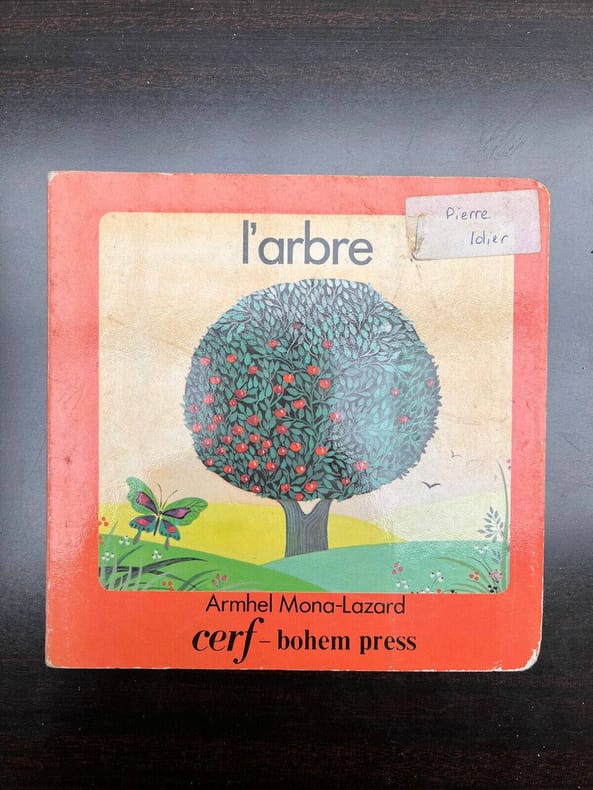 Pierre
Idier
l'arbre
Armhel Mona-Lazard
cerf – bohem press